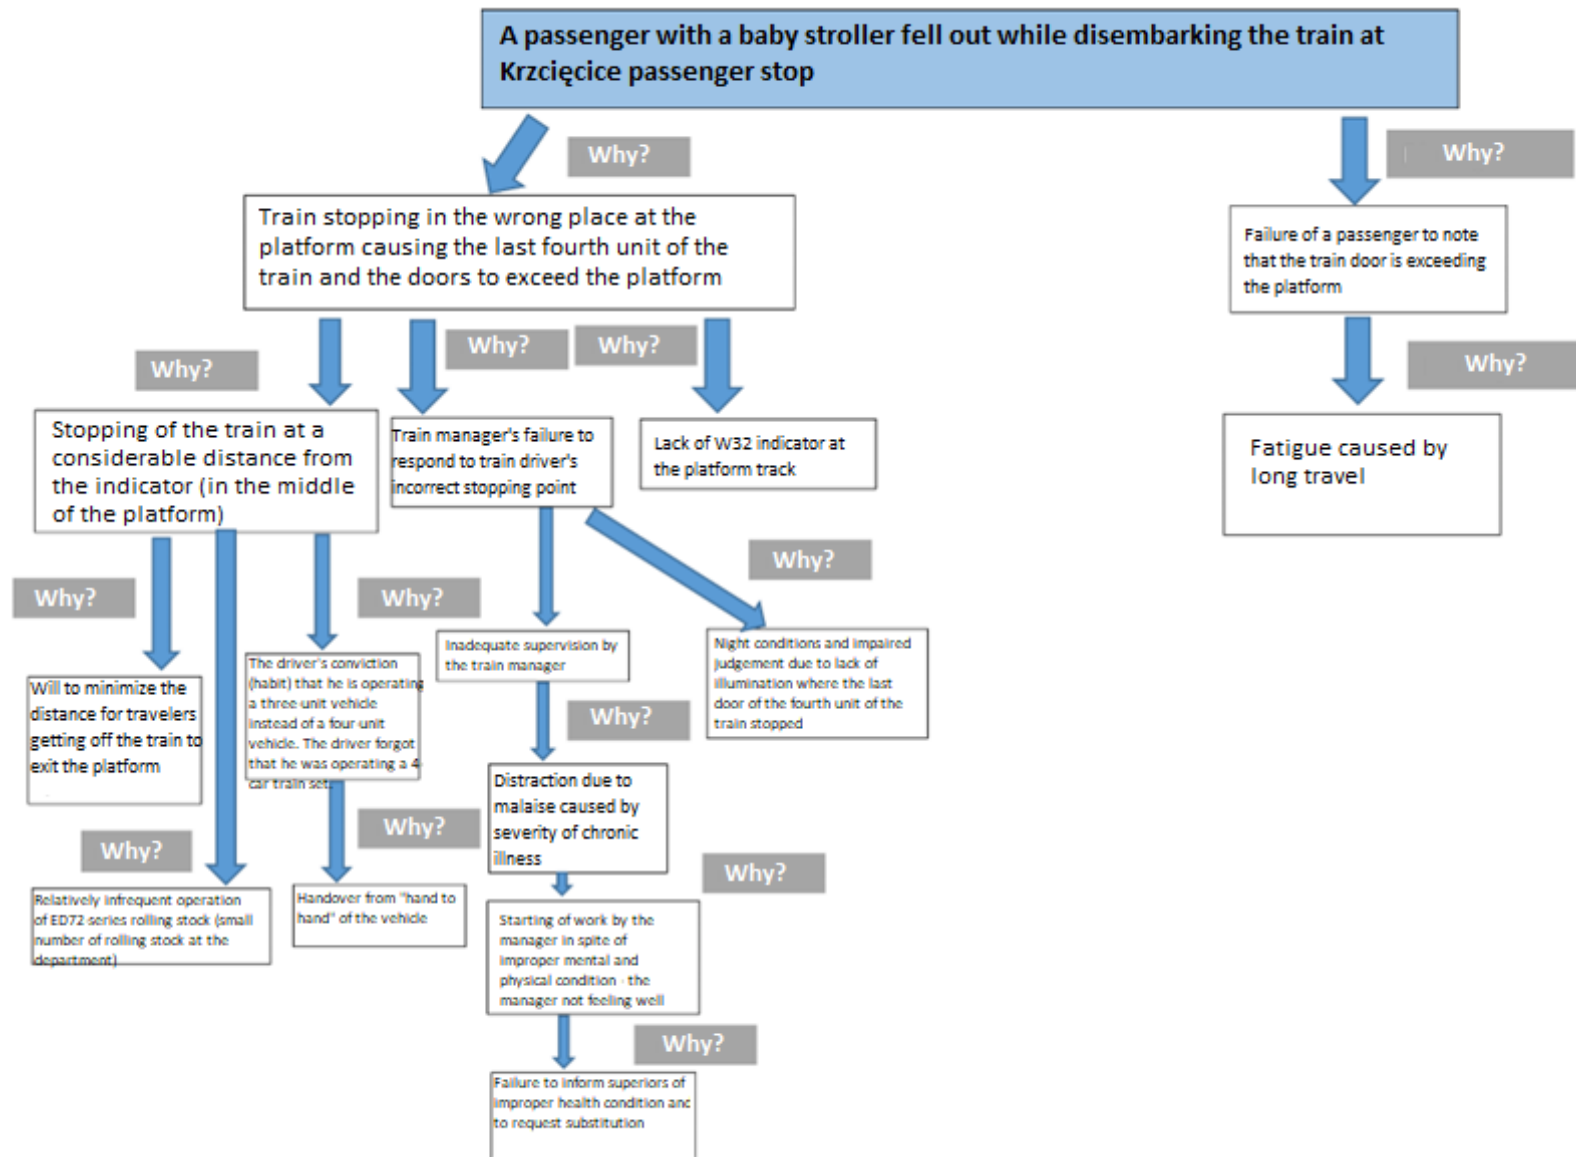 A passenger with a baby stroller fell out while disembarking the train at
Krzcięcice passenger stop
Why?
Why?
Train stopping in the wrong place at the
platform causing the last fourth unit of the
train and the doors to exceed the platform
Failure of a passenger to note
that the train door is exceeding
the platform
Why?
Why?
Why?
Why?
Stopping of the train at a
considerable distance from
the indicator (in the middle
of the platform)
Train manager's failure to
respond to train driver's
incorrect stopping point
Lack of W32 indicator at
the platform track
Fatigue caused by
long travel
Why?
Why?
Why?
Will to minimize the
distance for travelers
getting off the train to
exit the platform
The driver's conviction
(habit) that he is operating
a three unit vehicle
instead of a four unit
vehicle. The driver forgot
that he was operating a 4-
car train set.
Inadequate supervision by
the train manager
Night conditions and impaired
judgement due to lack of
illumination where the last
door of the fourth unit of the
train stopped
Why?
Why?
Why?
Distraction due to
malaise caused by
severity of chronic
illness
Why?
Relatively infrequent operation
of ED72-series rolling stock (small
number of rolling stock at the
department)
Handover from "hand to
hand" of the vehicle
Starting of work by the
manager in spite of
improper mental and
physical condition - the
manager not feeling well
Why?
Failure to inform superiors of
improper health condition anc
to request substitution